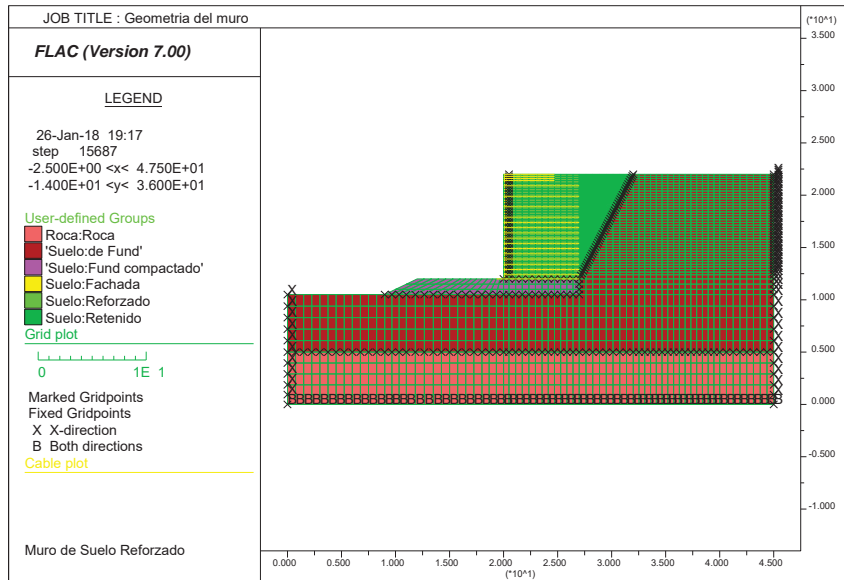 JOB TITLE : Geometria del muro
FLAC (Version 7.00)
LEGEND
26-Jan-18 19:17
step 15687
-2.500E+00 <x< 4.750E+01
-1.400E+01 <y< 3.600E+01
User-defined Groups
Roca:Roca
'Suelo:de Fund'
'Suelo:Fund compactado'
Suelo:Fachada
Suelo:Reforzado
Suelo:Retenido
Grid plot
0 1E 1
Marked Gridpoints
Fixed Gridpoints
X X-direction
B Both directions
Cable plot
Muro de Suelo Reforzado
(*10^1)
3.500
3.000
2.500
2.000
1.500
1.000
0.500
0.000
-0.500
-1.000
0.000 0.500 1.000 1.500 2.000 2.500 3.000 3.500 4.000 4.500
(*10^1)